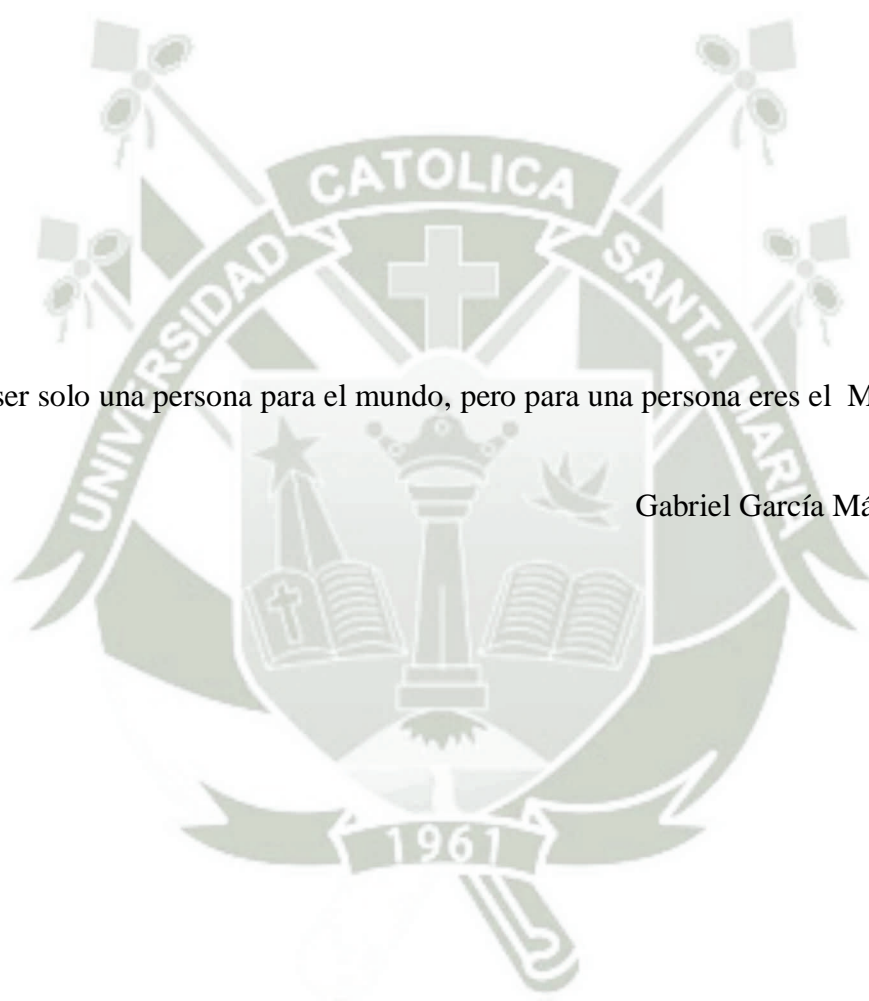 CATOLICA
UNIVERSIDAD
SANTA MARIA
ser solo una persona para el mundo, pero para una persona eres el M
Gabriel García Má
1961